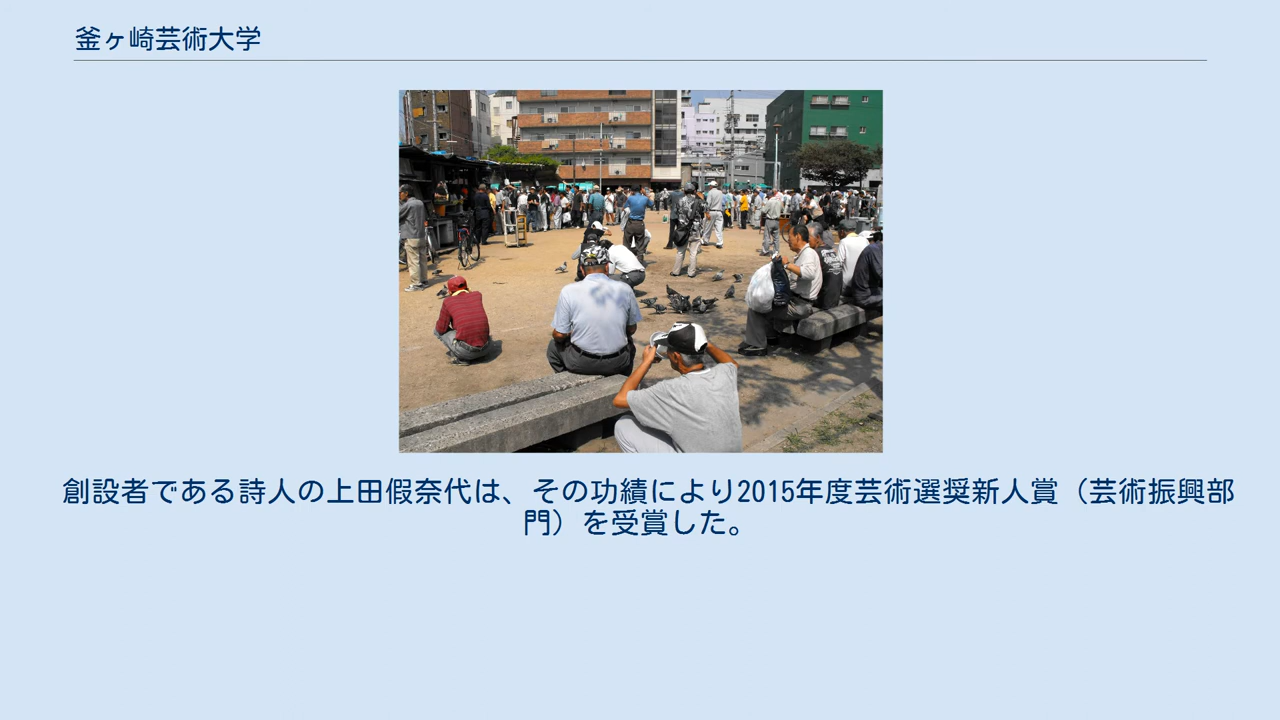 釜ヶ崎芸術大学
創設者である詩人の上田假奈代は、その功績により2015年度芸術選奨新人賞（芸術振興部
門）を受賞した。